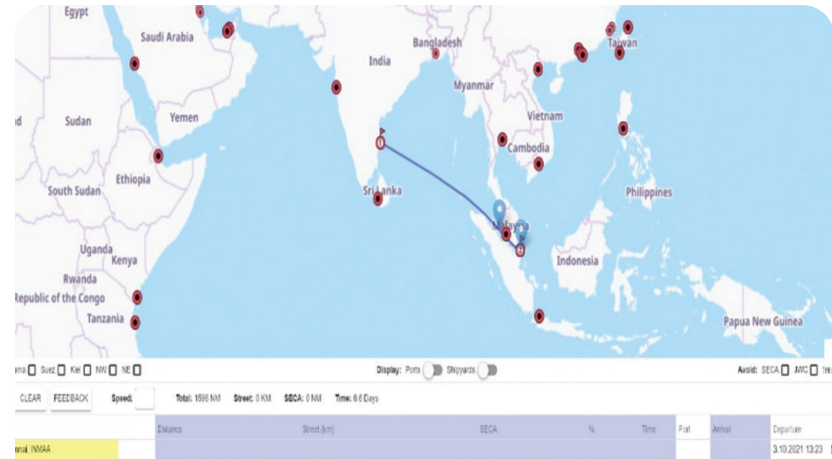 Egypt
Saudi Arabia
India
Bangladesh
Taiwan
Myanmar
Sudan
Yemen
Vietnam
Cambodia
Ethiopia
South Sudan
Sri Lanka
Philippines
Malaysia
Uganda
Kenya
Indonesia
Rwanda
Republic of the Congo
Tanzania
Papua New Guinea
Suez Kiel NW NE Display: Ports Shipyards Avoid: SECA JWC
CLEAR FEEDBACK Speed: Total: 1596 NM Street: 0 KM SECA: 0 NM Time: 6.6 Days
Distance Street (km) SECA % Time Port Arrival Departure
INMAA 3.10.2021 13:23